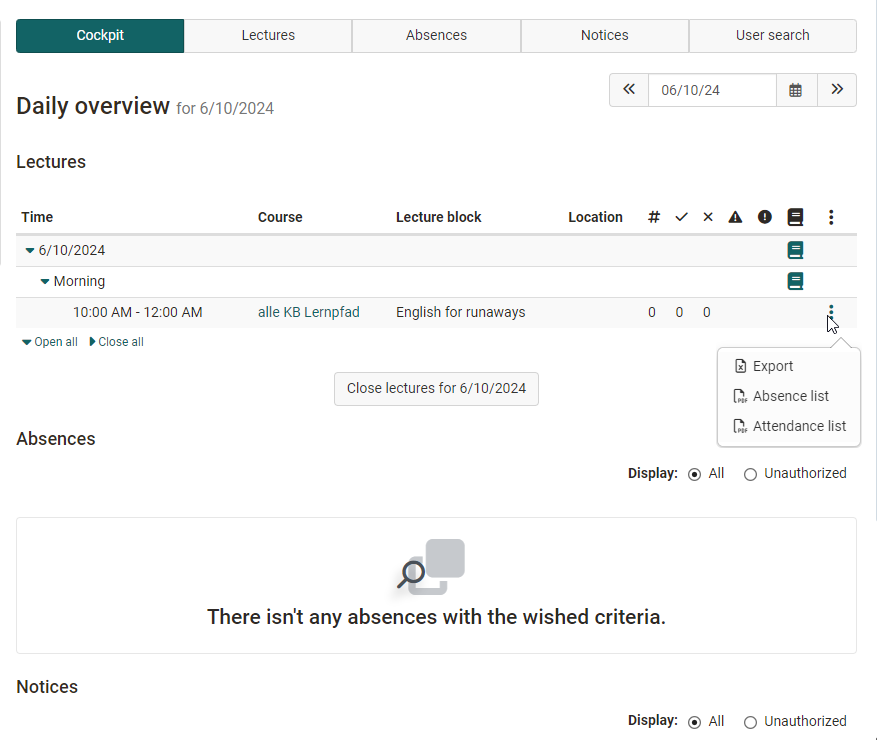 Cockpit Lectures Absences Notices User search
Daily overview for 6/10/2024 06/10/24
Lectures
Time Course Lecture block Location #
6/10/2024
Morning
10:00 AM - 12:00 AM alle KB Lernpfad English for runaways 0 0 0
Open all Close all
Export
Absence list
Attendance list
Close lectures for 6/10/2024
Absences
Display: All Unauthorized
There isn't any absences with the wished criteria.
Notices
Display: All Unauthorized